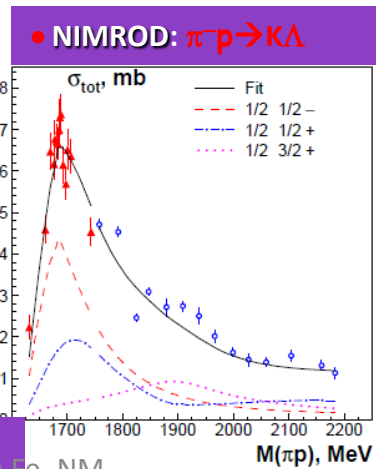 • NIMROD: π⁻p→KΛ
σtot, mb
Fit
1/2 1/2 –
1/2 1/2 +
1/2 3/2 +
8
7
6
5
4
3
2
1
1700 1800 1900 2000 2100 2200
M(πp), MeV
NM